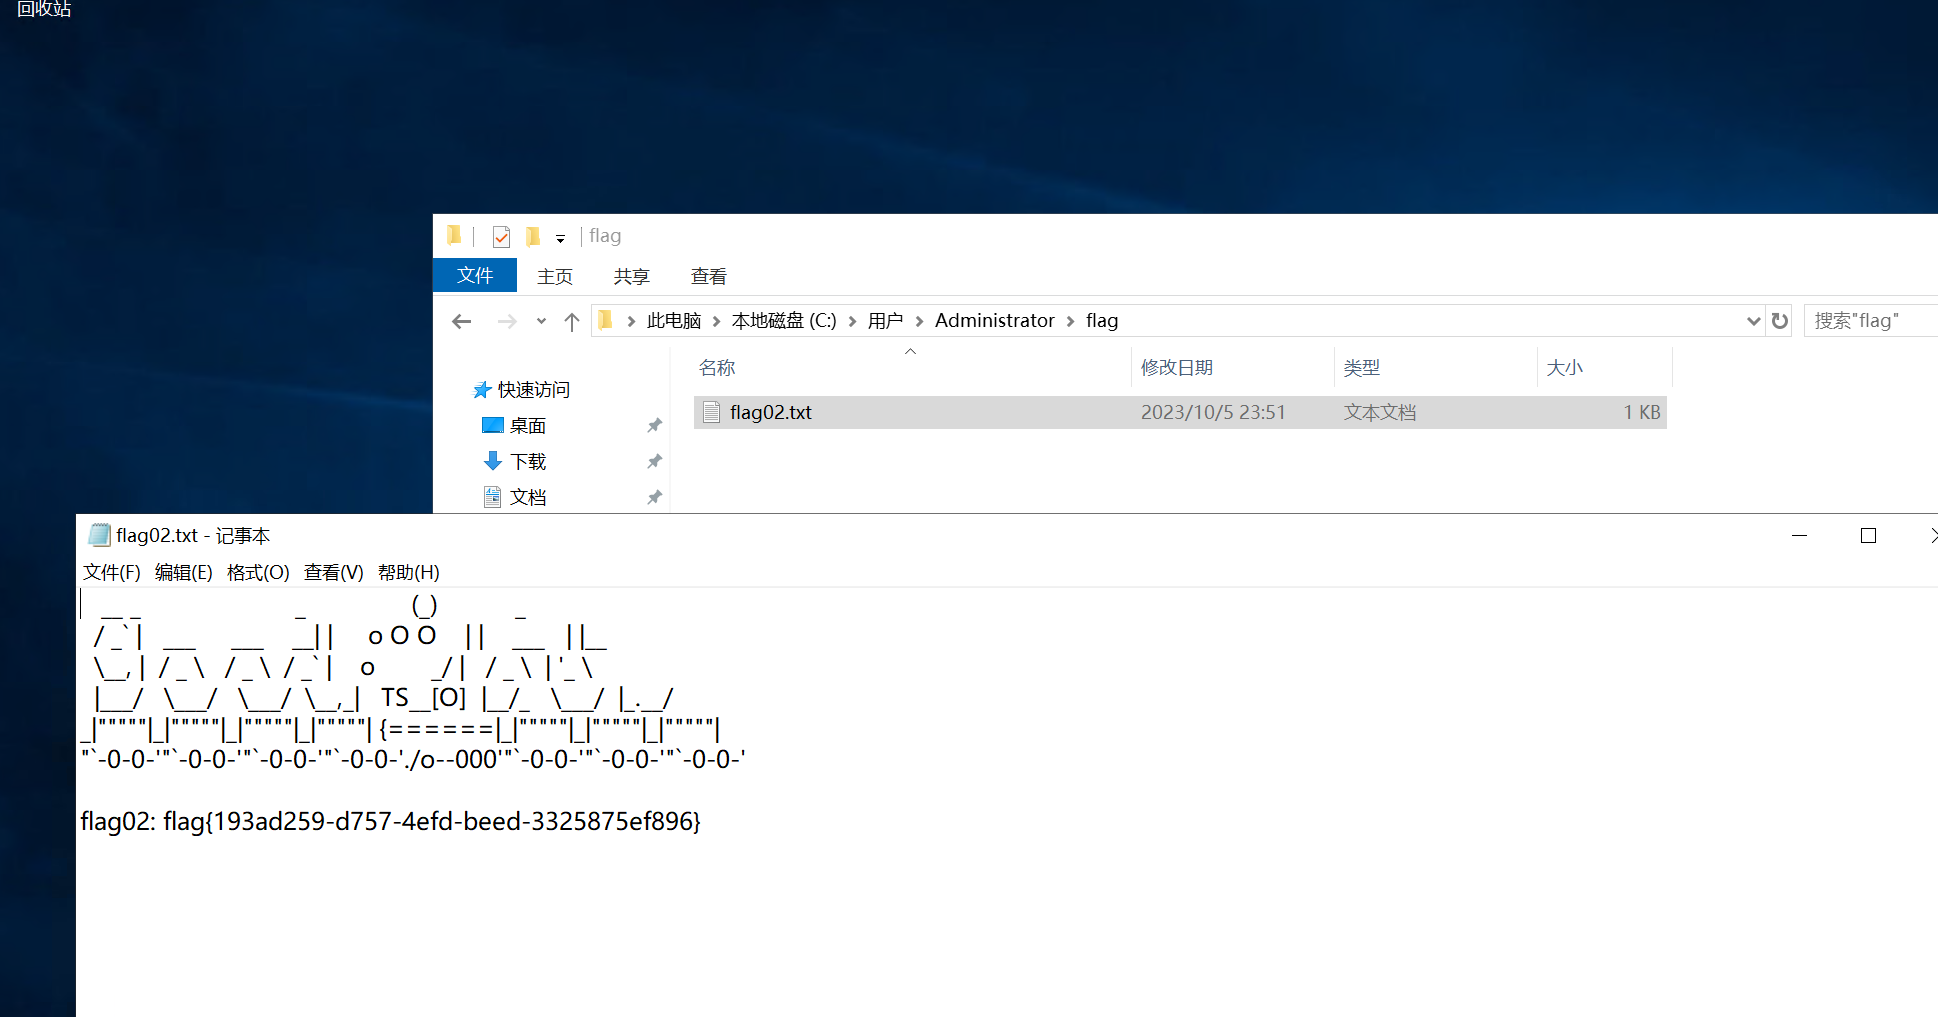 回收站
flag
文件 主页 共享 查看
此电脑 > 本地磁盘 (C:) > 用户 > Administrator > flag
搜索"flag"
名称 修改日期 类型 大小
快速访问
flag02.txt 2023/10/5 23:51 文本文档 1 KB
桌面
下载
文档
flag02.txt - 记事本
文件(F) 编辑(E) 格式(O) 查看(V) 帮助(H)
   __ _                        _                (_)           _
  / _` |   ___     ___    __| |     o O O    | |    ___   | |__
  \__, |  / _ \   / _ \  / _` |    o        _/ |   / _ \  | '_ \
  |___/   \___/   \___/  \__,_|   TS__[O]  |__/_   \___/  |_.__/
_|"""""|_|"""""|_|"""""|_|"""""| {======|_|"""""|_|"""""|_|"""""|
"`-0-0-'"`-0-0-'"`-0-0-'"`-0-0-'./o--000'"`-0-0-'"`-0-0-'"`-0-0-'
flag02: flag{193ad259-d757-4efd-beed-3325875ef896}